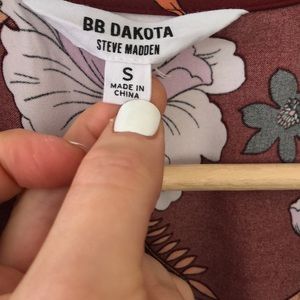 BB DAKOTA
STEVE MADDEN
S
MADE IN
CHINA